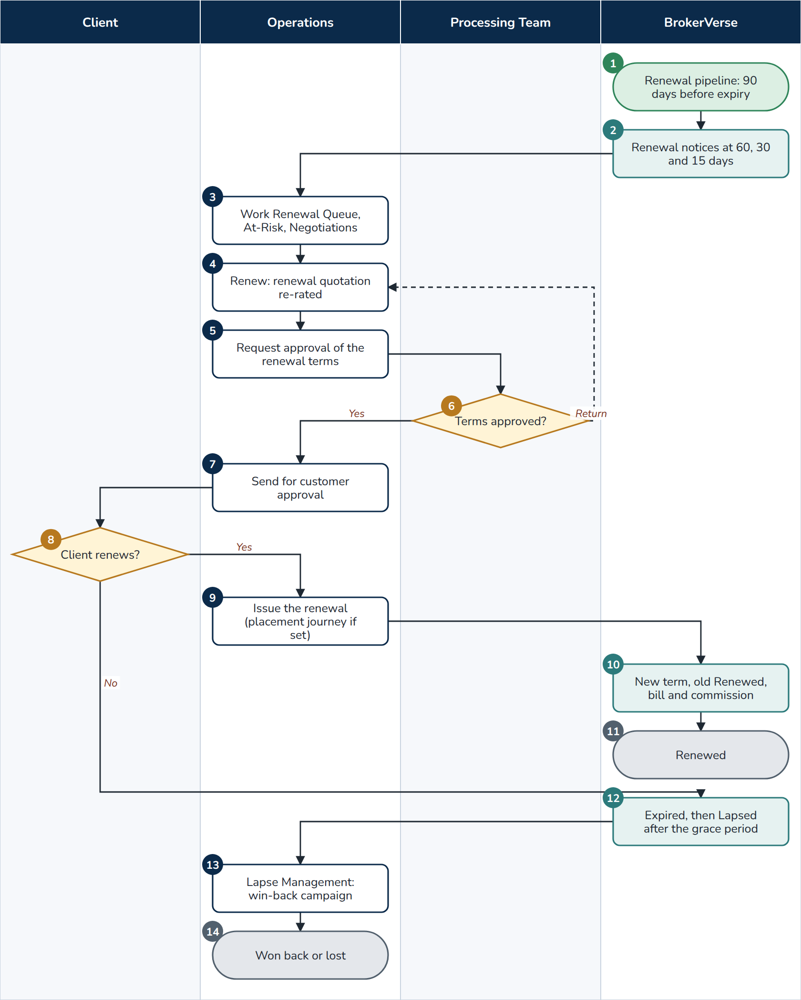 Client
Operations
Processing Team
BrokerVerse
1
Renewal pipeline: 90
days before expiry
2
Renewal notices at 60, 30
and 15 days
3
Work Renewal Queue,
At-Risk, Negotiations
4
Renew: renewal quotation
re-rated
5
Request approval of the
renewal terms
6
Terms approved?
Return
Yes
7
Send for customer
approval
8
Client renews?
Yes
No
9
Issue the renewal
(placement journey if
set)
10
New term, old Renewed,
bill and commission
11
Renewed
12
Expired, then Lapsed
after the grace period
13
Lapse Management:
win-back campaign
14
Won back or lost